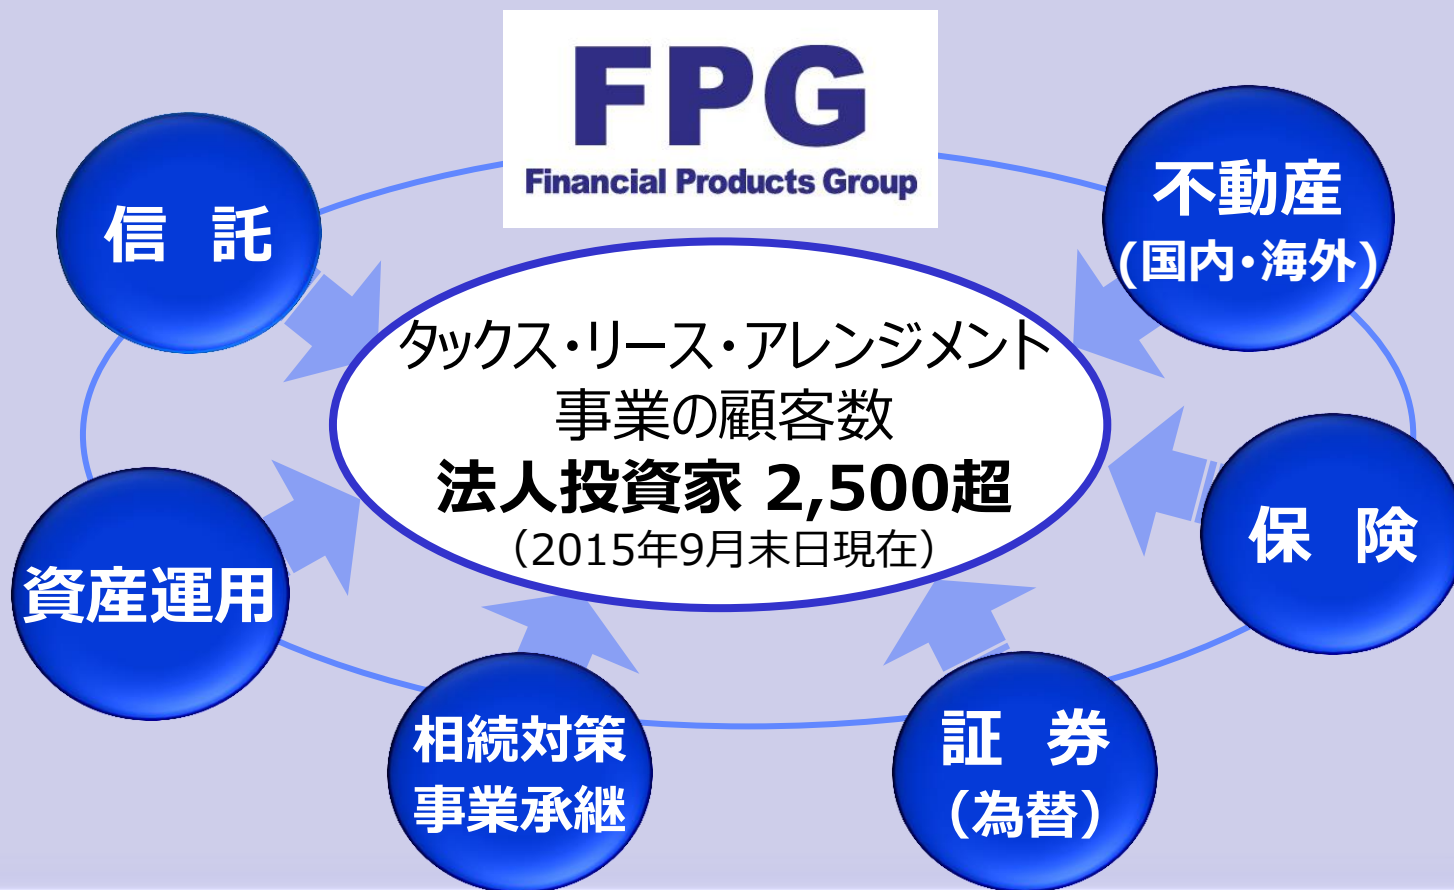 FPG
Financial Products Group
信 託
不動産
(国内・海外)
タックス・リース・アレンジメント
事業の顧客数
法人投資家 2,500超
（2015年9月末日現在）
保 険
資産運用
相続対策
事業承継
証 券
（為替）